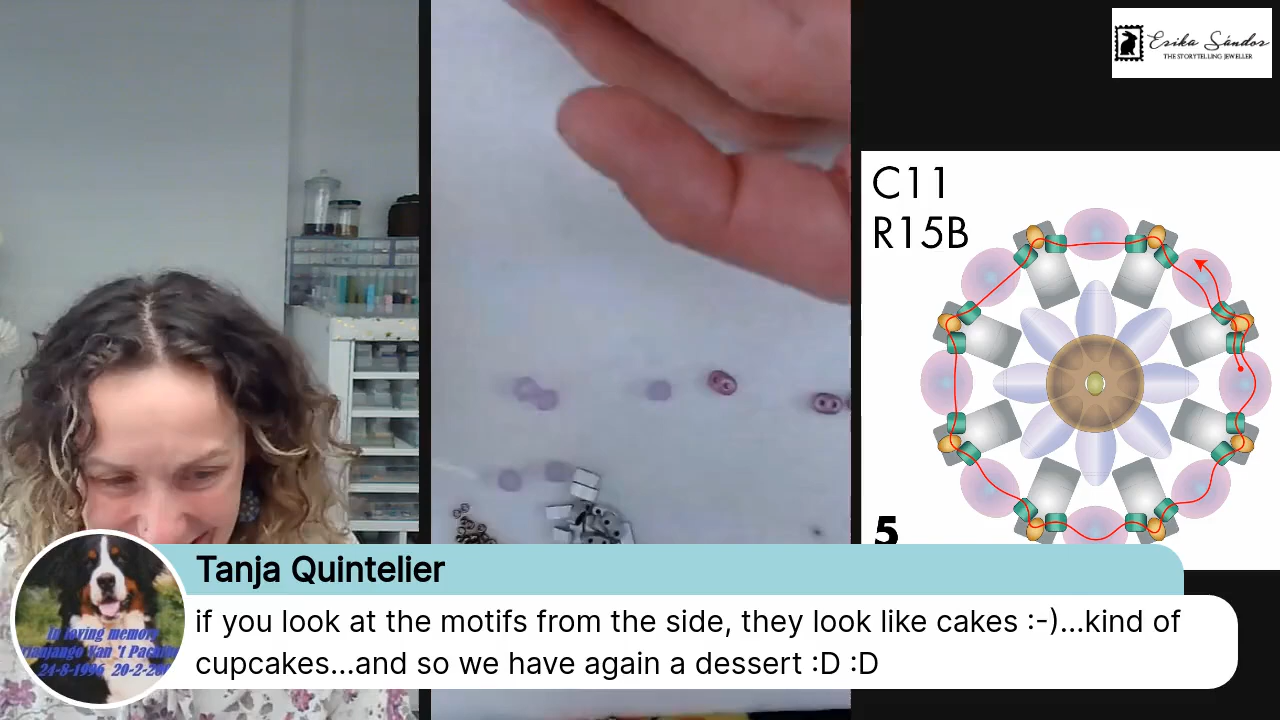 Erika Sándor
THE STORYTELLING JEWELLER
C11
R15B
5
Tanja Quintelier
if you look at the motifs from the side, they look like cakes :-)...kind of
cupcakes...and so we have again a dessert :D :D
In loving memory
Van 't
24-8-1996 20-2-20